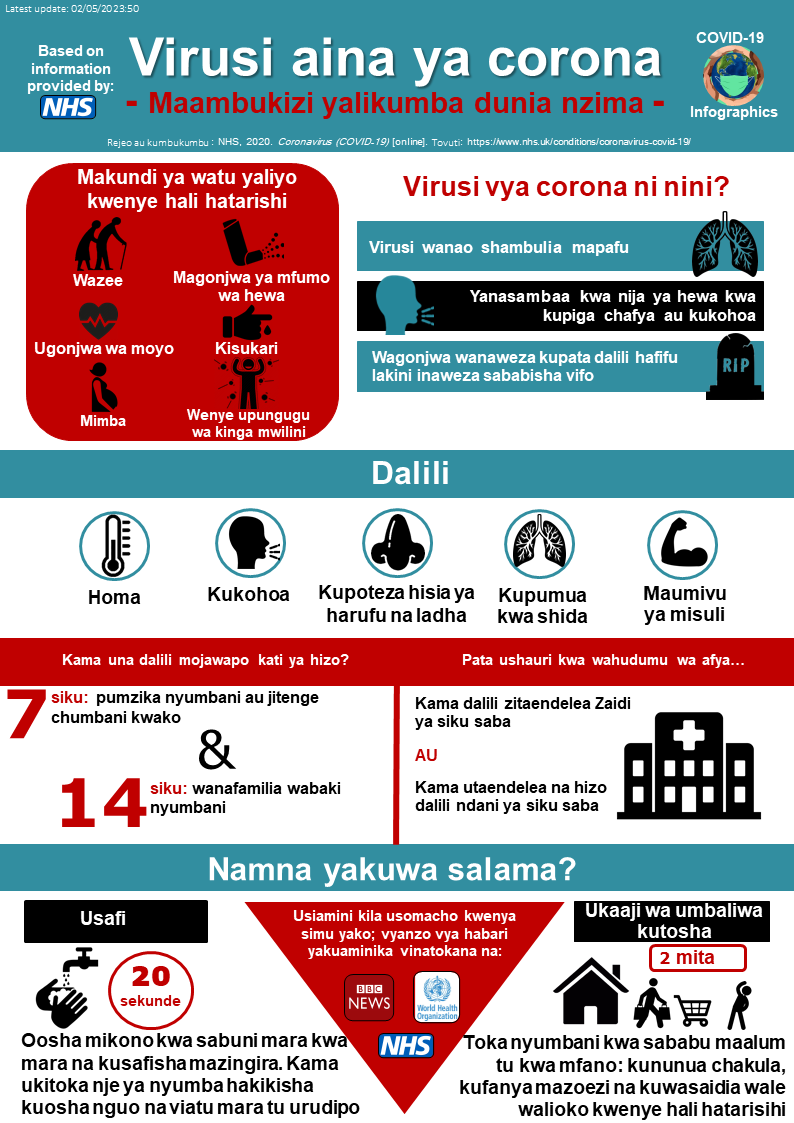 Latest update: 02/05/2023:50
Based on
information
provided by:
NHS
Virusi aina ya corona
- Maambukizi yalikumba dunia nzima -
COVID-19
Infographics
Rejeo au kumbukumbu : NHS, 2020. Coronavirus (COVID-19) [online]. Tovuti: https://www.nhs.uk/conditions/coronavirus-covid-19/
Makundi ya watu yaliyo
kwenye hali hatarishi
Wazee
Magonjwa ya mfumo
wa hewa
Ugonjwa wa moyo
Kisukari
Mimba
Wenye upungugu
wa kinga mwilini
Virusi vya corona ni nini?
Virusi wanao shambulia mapafu
Yanasambaa kwa nija ya hewa kwa
kupiga chafya au kukohoa
Wagonjwa wanaweza kupata dalili hafifu
lakini inaweza sababisha vifo
RIP
Dalili
Homa
Kukohoa
Kupoteza hisia ya
harufu na ladha
Kupumua
kwa shida
Maumivu
ya misuli
Kama una dalili mojawapo kati ya hizo?
7 siku: pumzika nyumbani au jitenge
chumbani kwako
&
14 siku: wanafamilia wabaki
nyumbani
Pata ushauri kwa wahudumu wa afya…
Kama dalili zitaendelea Zaidi
ya siku saba
AU
Kama utaendelea na hizo
dalili ndani ya siku saba
Namna yakuwa salama?
Usafi
20
sekunde
Oosha mikono kwa sabuni mara kwa
mara na kusafisha mazingira. Kama
ukitoka nje ya nyumba hakikisha
kuosha nguo na viatu mara tu urudipo
Usiamini kila usomacho kwenye
simu yako; vyanzo vya habari
yakuaminika vinatokana na:
BBC
NEWS
World Health
Organization
NHS
Ukaaji wa umbaliwa
kutosha
2 mita
Toka nyumbani kwa sababu maalum
tu kwa mfano: kununua chakula,
kufanya mazoezi na kuwasaidia wale
walioko kwenye hali hatarisihi